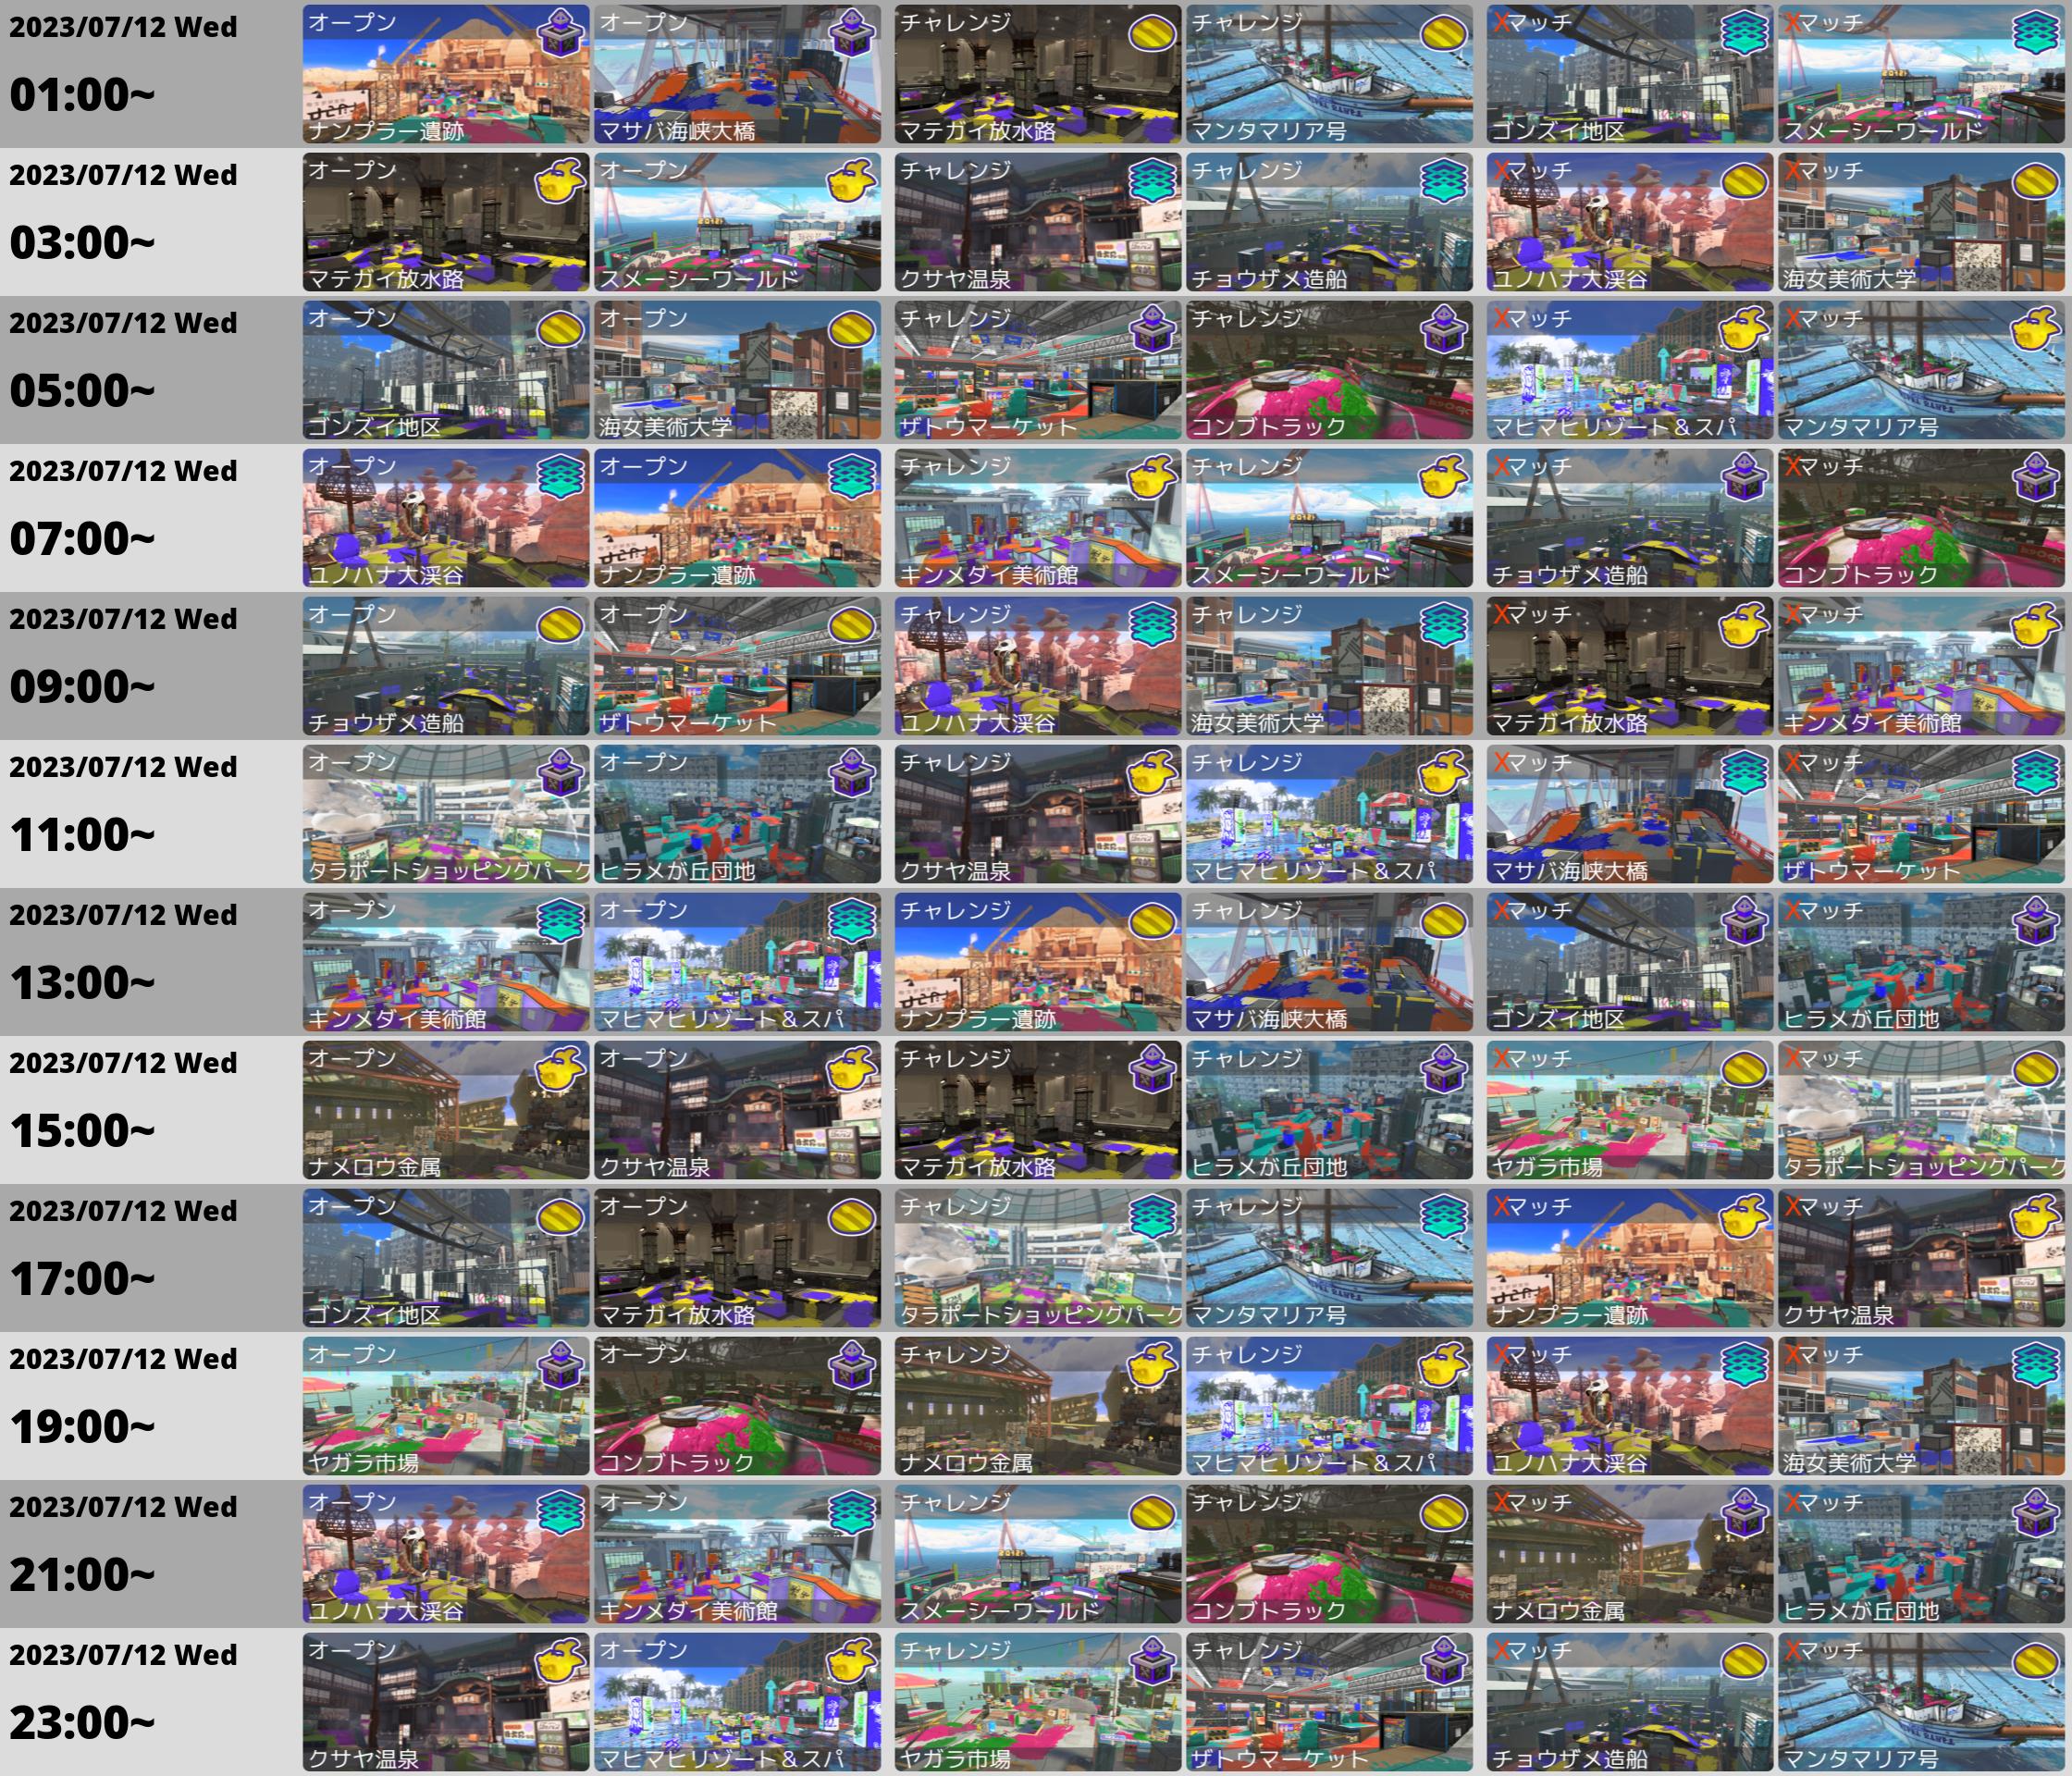 2023/07/12 Wed
01:00~
オープン オープン チャレンジ チャレンジ Xマッチ Xマッチ
ナンプラー遺跡 マサバ海峡大橋 マテガイ放水路 マンタマリア号 ゴンズイ地区 スメーシーワールド
2023/07/12 Wed
03:00~
オープン オープン チャレンジ チャレンジ Xマッチ Xマッチ
マテガイ放水路 スメーシーワールド クサヤ温泉 チョウザメ造船 ユノハナ大渓谷 海女美術大学
2023/07/12 Wed
05:00~
オープン オープン チャレンジ チャレンジ Xマッチ Xマッチ
ゴンズイ地区 海女美術大学 ザトウマーケット コンブトラック マヒマヒリゾート＆スパ マンタマリア号
2023/07/12 Wed
07:00~
オープン オープン チャレンジ チャレンジ Xマッチ Xマッチ
ユノハナ大渓谷 ナンプラー遺跡 キンメダイ美術館 スメーシーワールド チョウザメ造船 コンブトラック
2023/07/12 Wed
09:00~
オープン オープン チャレンジ チャレンジ Xマッチ Xマッチ
チョウザメ造船 ザトウマーケット ユノハナ大渓谷 海女美術大学 マテガイ放水路 キンメダイ美術館
2023/07/12 Wed
11:00~
オープン オープン チャレンジ チャレンジ Xマッチ Xマッチ
タラポートショッピングパーク ヒラメが丘団地 クサヤ温泉 マヒマヒリゾート＆スパ マサバ海峡大橋 ザトウマーケット
2023/07/12 Wed
13:00~
オープン オープン チャレンジ チャレンジ Xマッチ Xマッチ
キンメダイ美術館 マヒマヒリゾート＆スパ ナンプラー遺跡 マサバ海峡大橋 ゴンズイ地区 ヒラメが丘団地
2023/07/12 Wed
15:00~
オープン オープン チャレンジ チャレンジ Xマッチ Xマッチ
ナメロウ金属 クサヤ温泉 マテガイ放水路 ヒラメが丘団地 ヤガラ市場 タラポートショッピングパーク
2023/07/12 Wed
17:00~
オープン オープン チャレンジ チャレンジ Xマッチ Xマッチ
ゴンズイ地区 マテガイ放水路 タラポートショッピングパーク マンタマリア号 ナンプラー遺跡 クサヤ温泉
2023/07/12 Wed
19:00~
オープン オープン チャレンジ チャレンジ Xマッチ Xマッチ
ヤガラ市場 コンブトラック ナメロウ金属 マヒマヒリゾート＆スパ ユノハナ大渓谷 海女美術大学
2023/07/12 Wed
21:00~
オープン オープン チャレンジ チャレンジ Xマッチ Xマッチ
ユノハナ大渓谷 キンメダイ美術館 スメーシーワールド コンブトラック ナメロウ金属 ヒラメが丘団地
2023/07/12 Wed
23:00~
オープン オープン チャレンジ チャレンジ Xマッチ Xマッチ
クサヤ温泉 マヒマヒリゾート＆スパ ヤガラ市場 ザトウマーケット チョウザメ造船 マンタマリア号